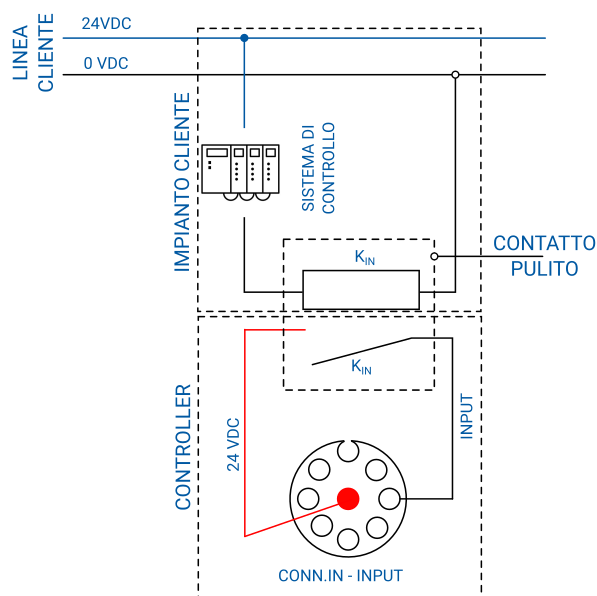 LINEA
CLIENTE
24VDC
0 VDC
IMPIANTO CLIENTE
SISTEMA DI
CONTROLLO
KIN
CONTATTO
PULITO
KIN
CONTROLLER
24 VDC
INPUT
CONN.IN - INPUT